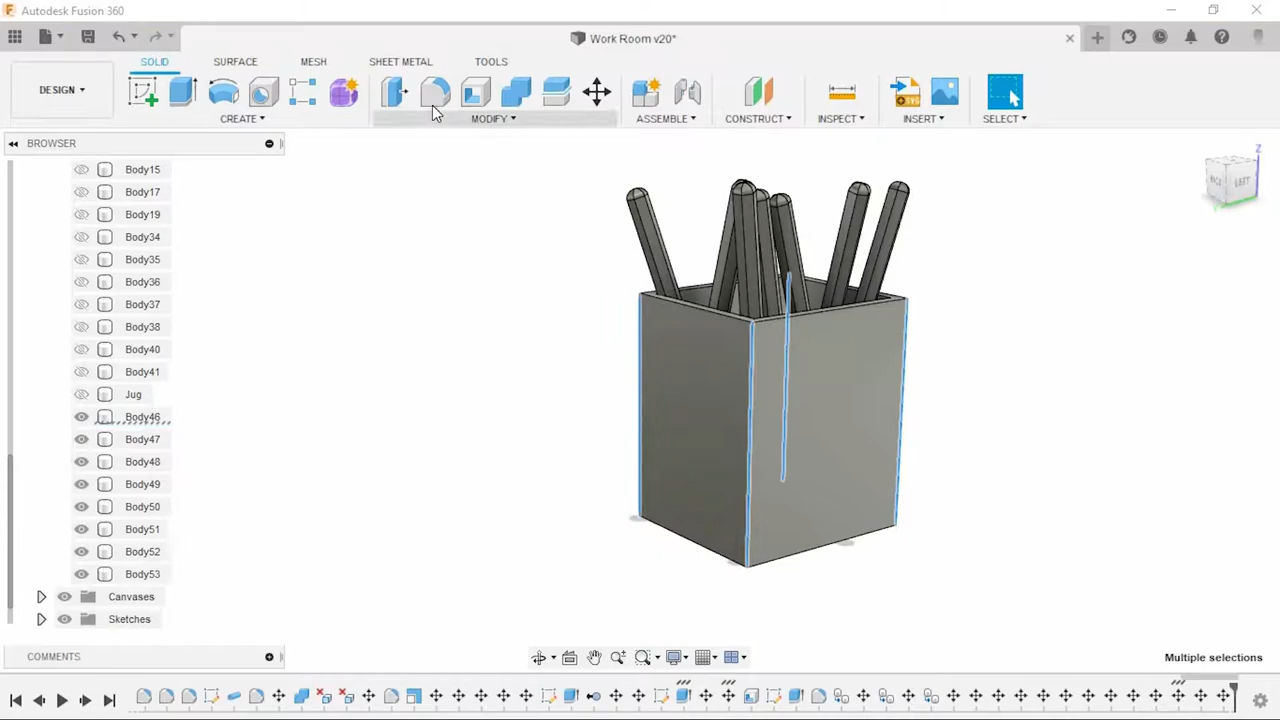 Autodesk Fusion 360
Work Room v20*
SOLID SURFACE MESH SHEET METAL TOOLS
DESIGN
CREATE MODIFY ASSEMBLE CONSTRUCT INSPECT INSERT SELECT
BROWSER
Body15
Body17
Body19
Body34
Body35
Body36
Body37
Body38
Body40
Body41
Jug
Body46
Body47
Body48
Body49
Body50
Body51
Body52
Body53
Canvases
Sketches
COMMENTS
Z
LEFT
Multiple selections